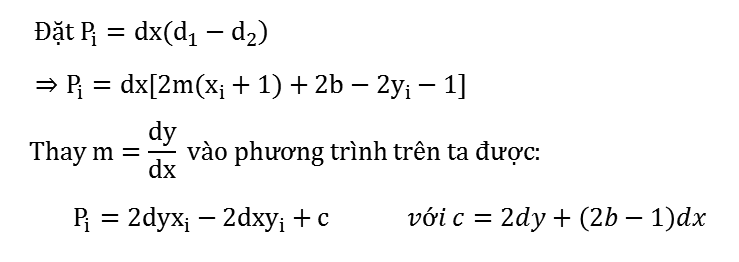 Đặt Pᵢ = dx(d₁ − d₂)
⇒ Pᵢ = dx[2m(xᵢ + 1) + 2b − 2yᵢ − 1]
Thay m = dy/dx vào phương trình trên ta được:
Pᵢ = 2dyxᵢ − 2dxyᵢ + c với c = 2dy + (2b − 1)dx